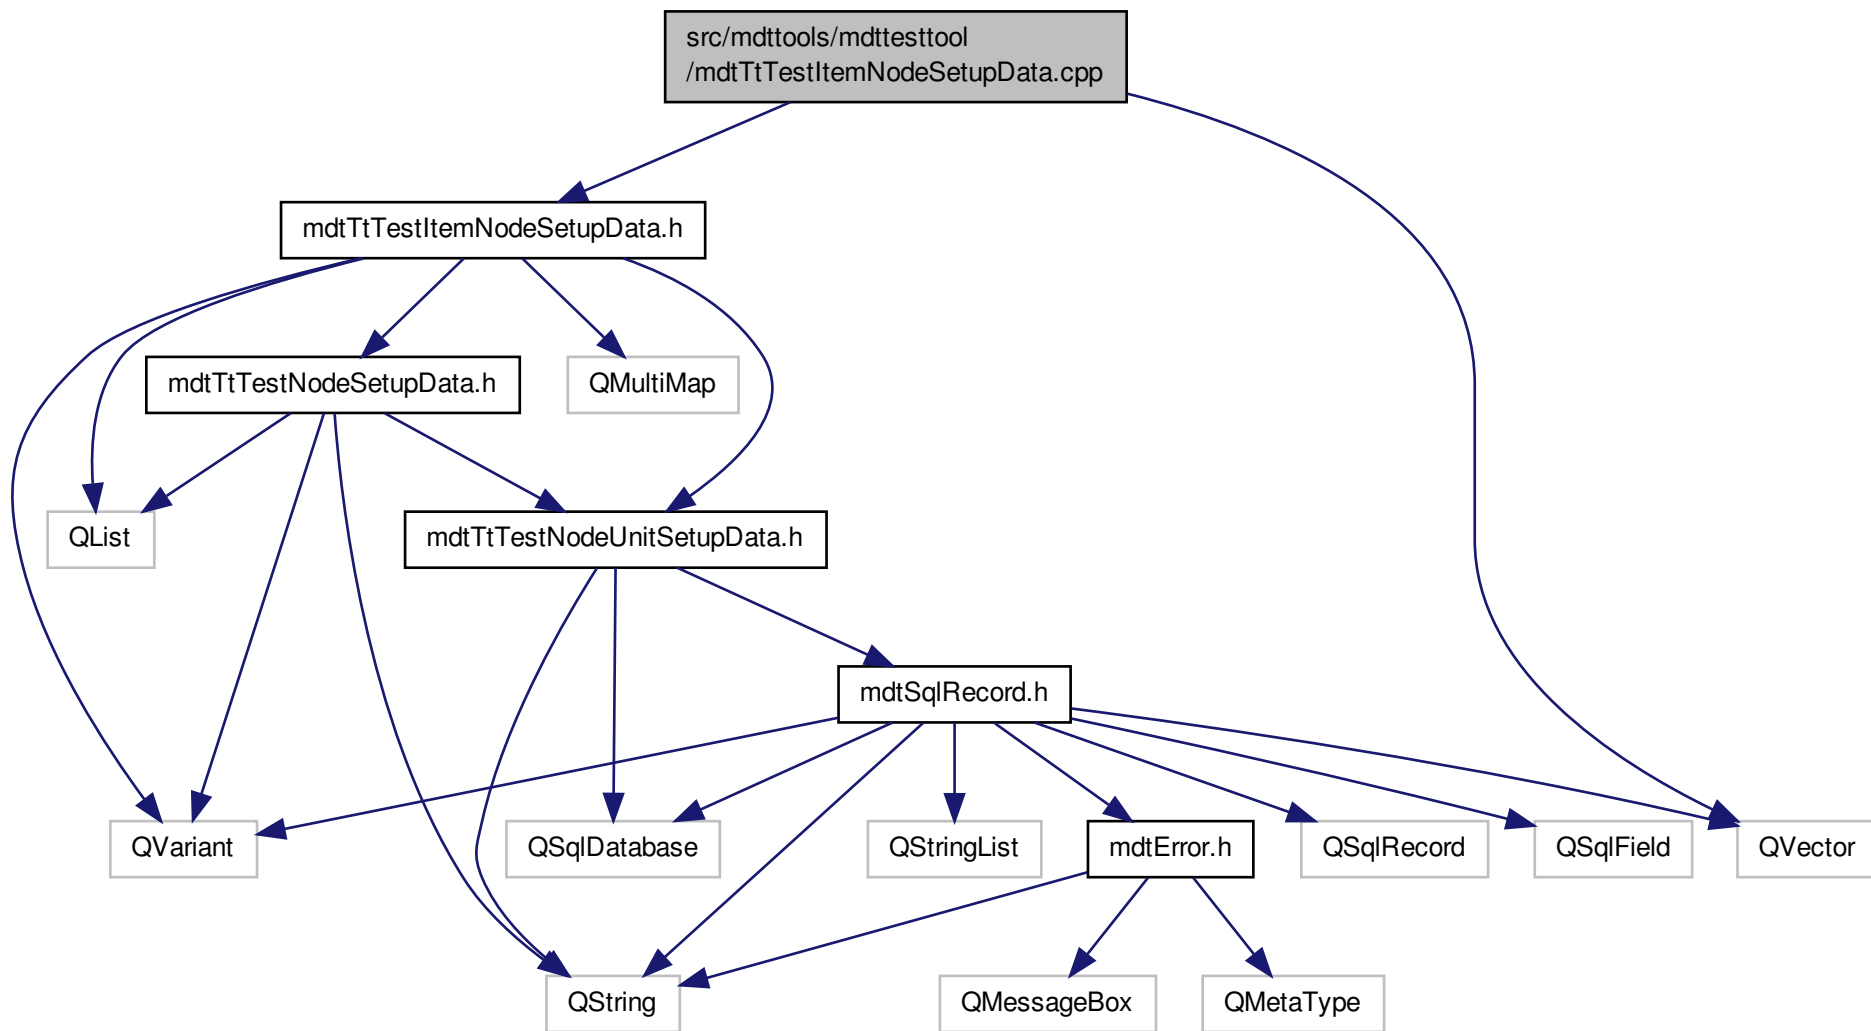 src/mdttools/mdttesttool
/mdtTtTestItemNodeSetupData.cpp
mdtTtTestItemNodeSetupData.h
mdtTtTestNodeSetupData.h
QMultiMap
QList
mdtTtTestNodeUnitSetupData.h
mdtSqlRecord.h
QVariant
QSqlDatabase
QStringList
mdtError.h
QSqlRecord
QSqlField
QVector
QString
QMessageBox
QMetaType